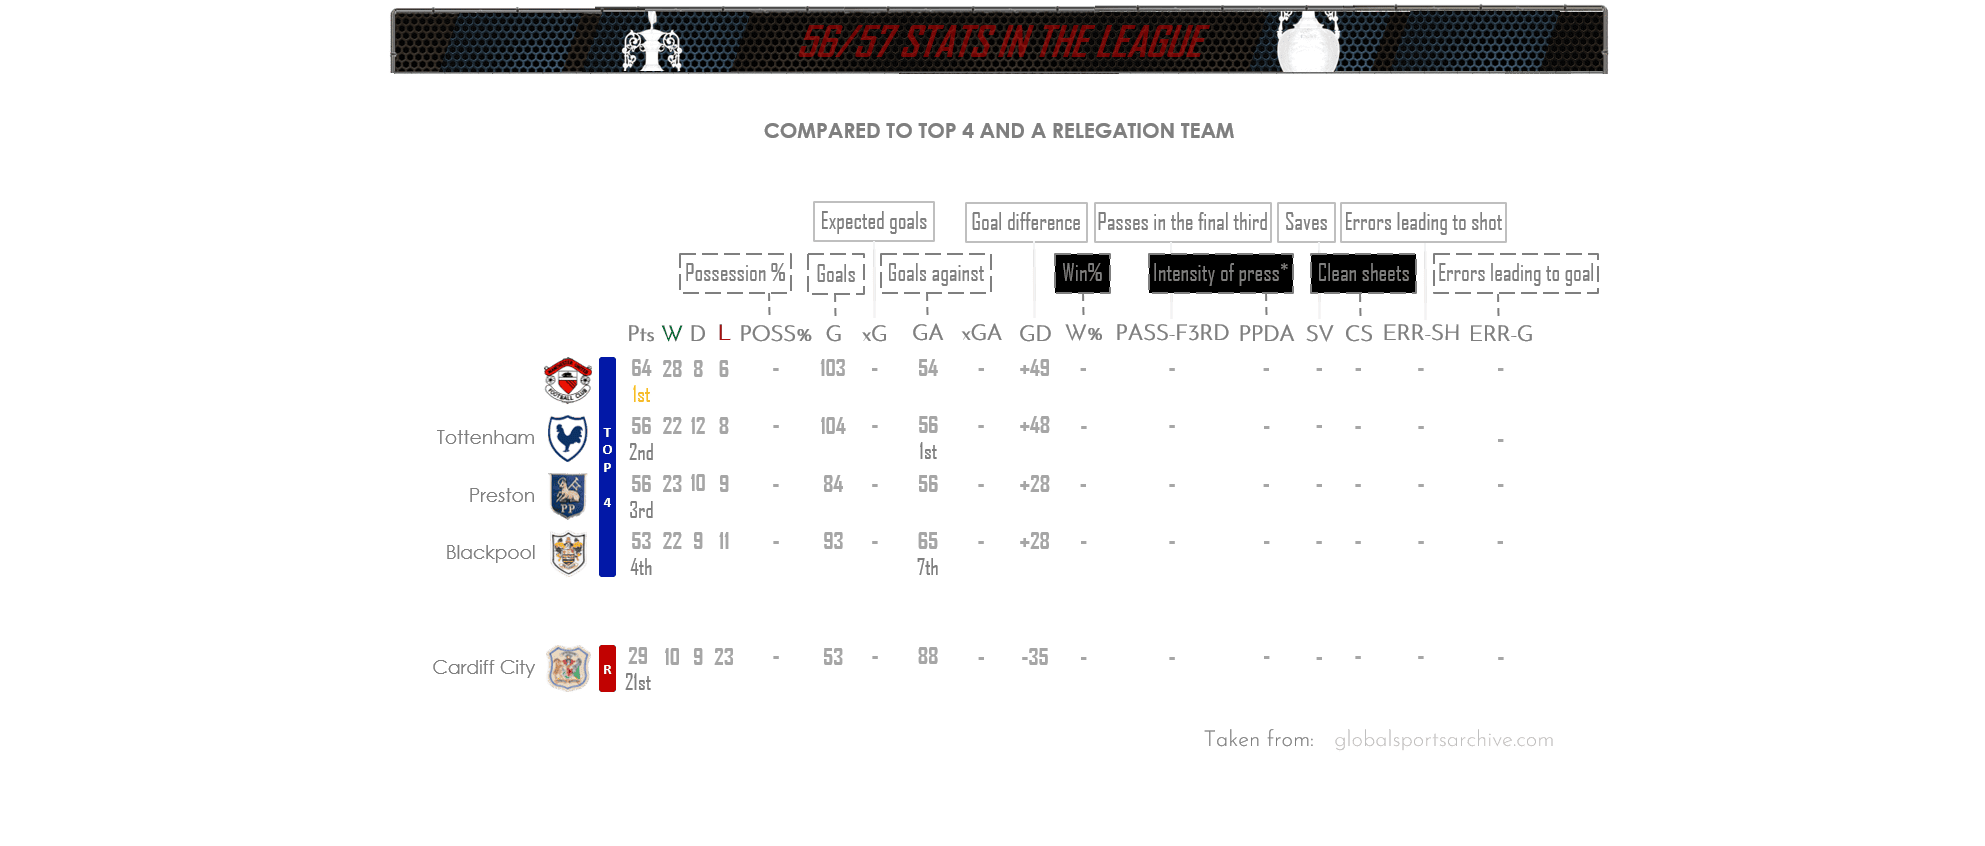 56/57 STATS IN THE LEAGUE
COMPARED TO TOP 4 AND A RELEGATION TEAM
Expected goals Goal difference Passes in the final third Saves Errors leading to shot
Possession % Goals Goals against Win% Intensity of press* Clean sheets Errors leading to goal
Pts W D L POSS% G xG GA xGA GD W% PASS-F3RD PPDA SV CS ERR-SH ERR-G
64 28 8 6 - 103 - 54 - +49 - - - - - - -
1st
FOOTBALL CLUB
Tottenham 56 22 12 8 - 104 - 56 - +48 - - - - - - -
2nd 1st
Preston PP 56 23 10 9 - 84 - 56 - +28 - - - - - - -
3rd
Blackpool 53 22 9 11 - 93 - 65 - +28 - - - - - - -
4th 7th
TOP 4
Cardiff City R 29 10 9 23 - 53 - 88 - -35 - - - - - - -
21st
Taken from: globalsportsarchive.com